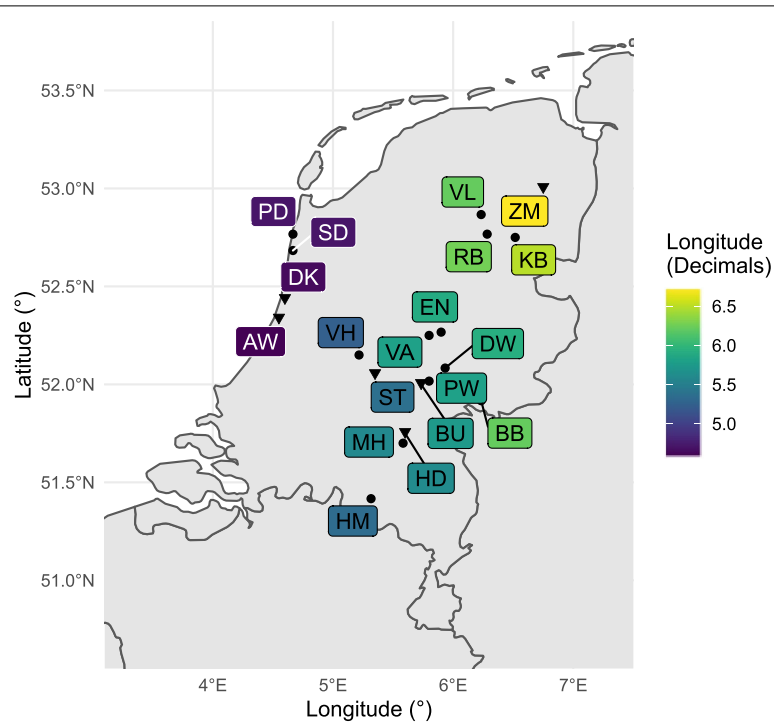 53.5°N
53.0°N
52.5°N
52.0°N
51.5°N
51.0°N
Latitude (°)
4°E
5°E
6°E
7°E
Longitude (°)
VL
ZM
PD
SD
RB
KB
DK
EN
VH
AW
VA
DW
ST
PW
MH
BU
BB
HD
HM
Longitude
(Decimals)
6.5
6.0
5.5
5.0